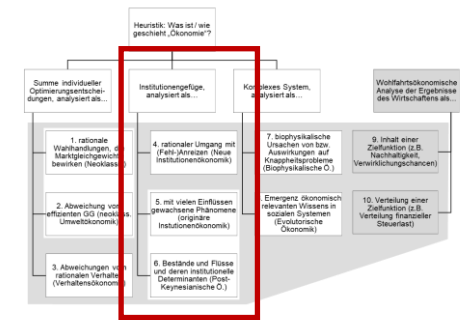 Heuristik: Was ist / wie
geschieht „Ökonomie“?
Summe individueller
Optimierungsentschei-
dungen, analysiert als…
Institutionengefüge,
analysiert als…
Komplexes System,
analysiert als…
Wohlfahrtsökonomische
Analyse der Ergebnisse
des Wirtschaftens als…
1. rationale
Wahlhandlungen, die
Marktgleichgewicht
bewirken (Neoklassik)
2. Abweichung vom
effizienten GG (neoklass.
Umweltökonomik)
3. Abweichungen vom
rationalen Verhalten
(Verhaltensökonomik)
4. rationaler Umgang mit
(Fehl-)Anreizen (Neue
Institutionenökonomik)
5. mit vielen Einflüssen
gewachsene Phänomene
(originäre
Instutionenökonomik)
6. Bestände und Flüsse
und deren institutionelle
Determinanten (Post-
Keynesianische Ö.)
7. biophysikalische
Ursachen von bzw.
Auswirkungen auf
Knappheitsprobleme
(Biophysikalische Ö.)
Emergenz ökonomisch
relevanten Wissens in
sozialen Systemen
(Evolutorische
Ökonomik)
9. Inhalt einer
Zielfunktion (z.B.
Nachhaltigkeit,
Verwirklichungschancen)
10. Verteilung einer
Zielfunktion (z.B.
Verteilung finanzieller
Steuerlast)